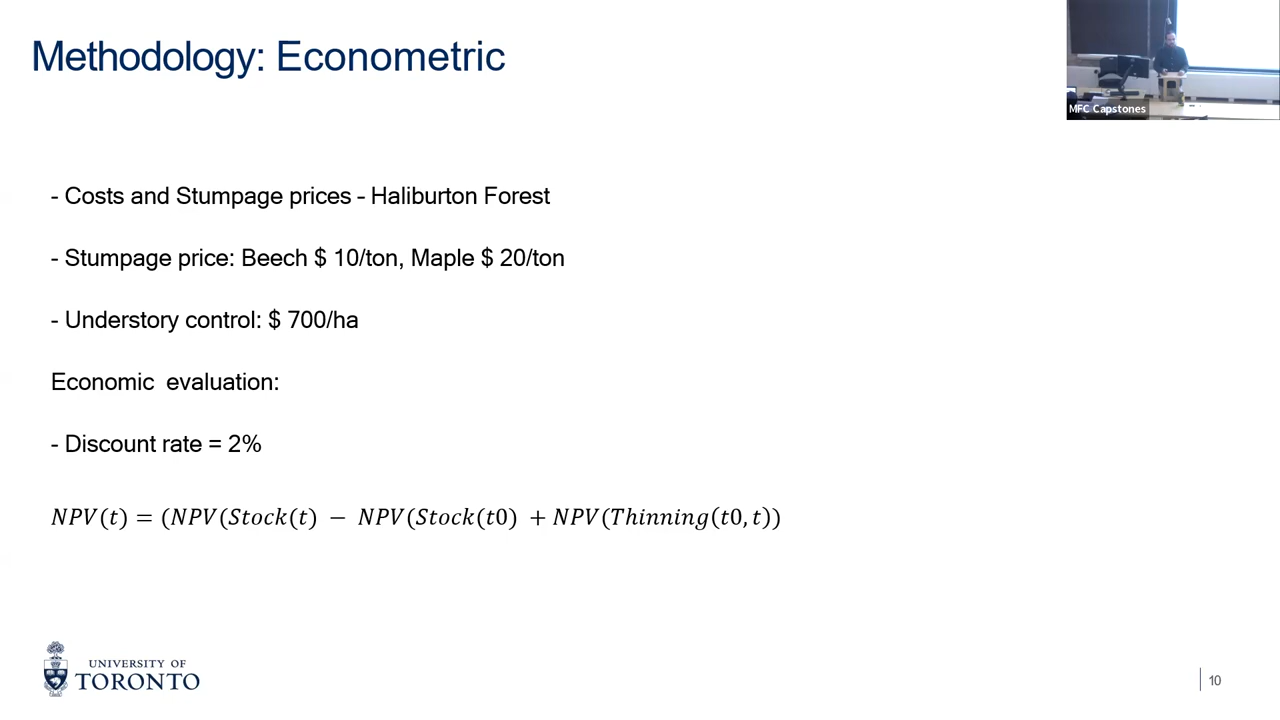 Methodology: Econometric
MFC Capstones
- Costs and Stumpage prices - Haliburton Forest
- Stumpage price: Beech $ 10/ton, Maple $ 20/ton
- Understory control: $ 700/ha
Economic evaluation:
- Discount rate = 2%
NPV(t) = (NPV(Stock(t) − NPV(Stock(t0) + NPV(Thinning(t0, t))
UNIVERSITY OF
TORONTO
10